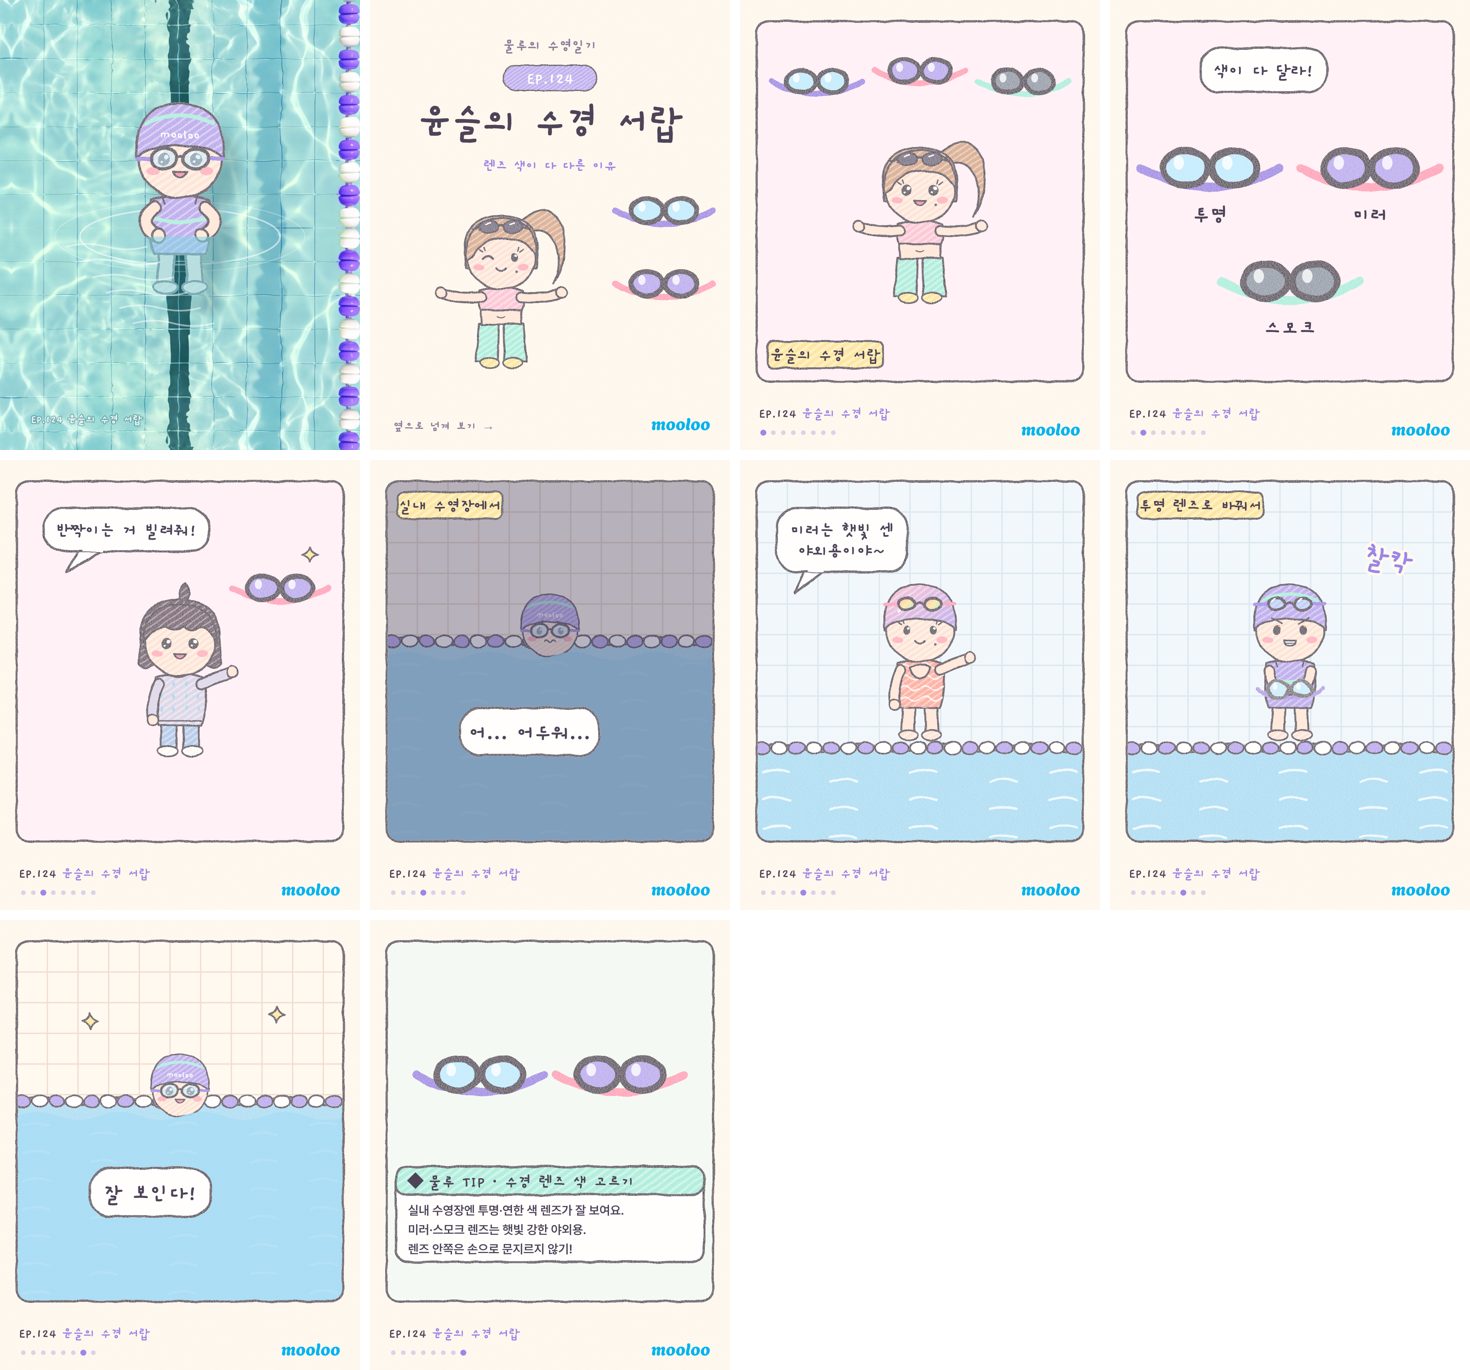 mooloo
EP.124 윤슬의 수경 서랍
물루의 수영일기
EP.124
윤슬의 수경 서랍
렌즈 색이 다 다른 이유
옆으로 넘겨 보기 →
mooloo
윤슬의 수경 서랍
EP.124 윤슬의 수경 서랍
mooloo
색이 다 달라!
투명
미러
스모크
EP.124 윤슬의 수경 서랍
mooloo
반짝이는 거 빌려줘!
EP.124 윤슬의 수경 서랍
mooloo
실내 수영장에서
mooloo
어... 어두워...
EP.124 윤슬의 수경 서랍
mooloo
미러는 햇빛 센
야외용이야~
EP.124 윤슬의 수경 서랍
mooloo
투명 렌즈로 바꿔서
찰칵
EP.124 윤슬의 수경 서랍
mooloo
mooloo
잘 보인다!
EP.124 윤슬의 수경 서랍
mooloo
◆ 물루 TIP · 수경 렌즈 색 고르기
실내 수영장엔 투명·연한 색 렌즈가 잘 보여요.
미러·스모크 렌즈는 햇빛 강한 야외용.
렌즈 안쪽은 손으로 문지르지 않기!
EP.124 윤슬의 수경 서랍
mooloo